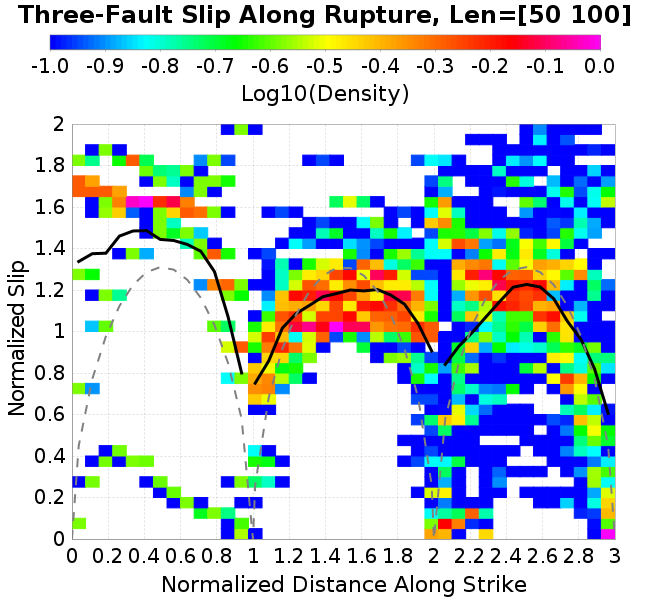 Three-Fault Slip Along Rupture, Len=[50 100]
-1.0 -0.9 -0.8 -0.7 -0.6 -0.5 -0.4 -0.3 -0.2 -0.1 0.0
Log10(Density)
2
1.8
1.6
1.4
1.2
1
0.8
0.6
0.4
0.2
0
Normalized Slip
0 0.2 0.4 0.6 0.8 1 1.2 1.4 1.6 1.8 2 2.2 2.4 2.6 2.8 3
Normalized Distance Along Strike